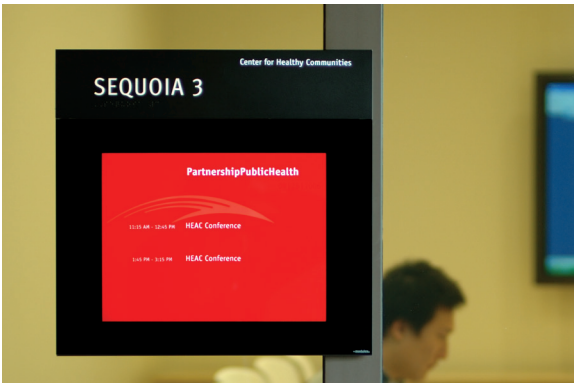 Center for Healthy Communities
SEQUOIA 3
PartnershipPublicHealth
11:15 AM - 12:45 PM HEAC Conference
1:45 PM - 3:15 PM HEAC Conference